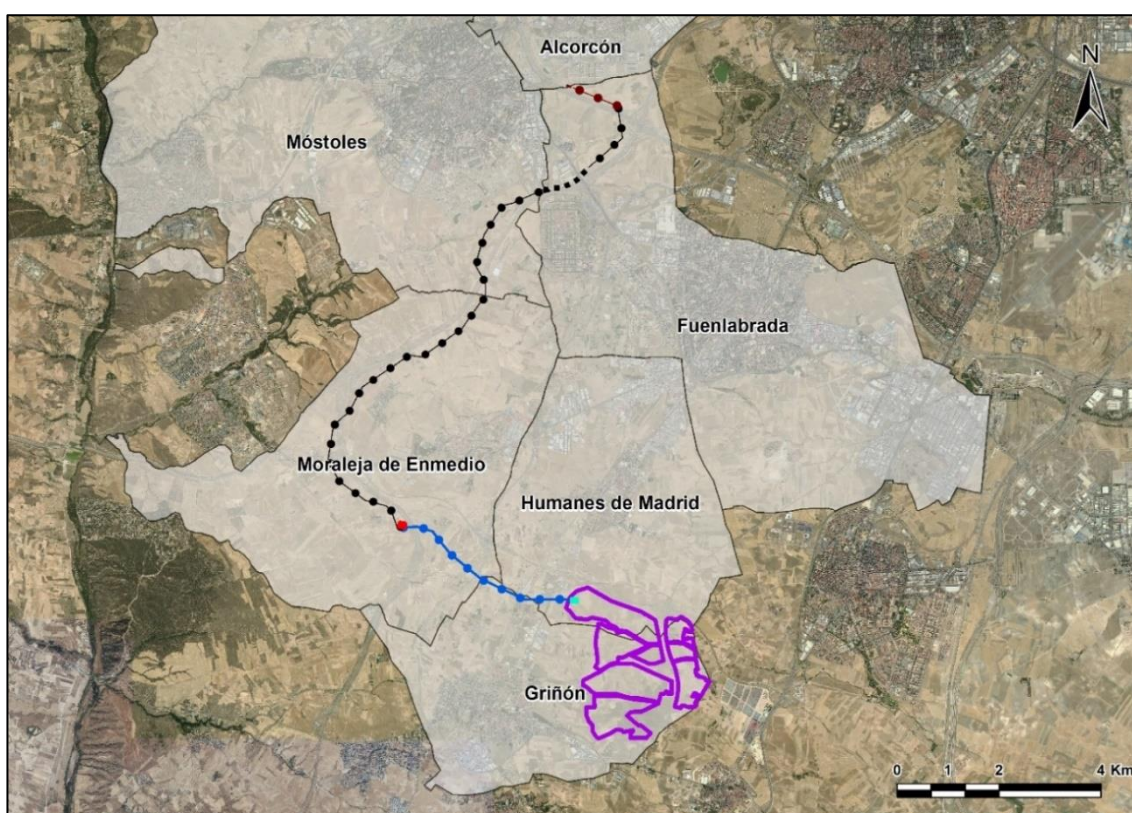 Alcorcón
N
Móstoles
Fuenlabrada
Moraleja de Enmedio
Humanes de Madrid
Griñón
0 1 2 4 Km